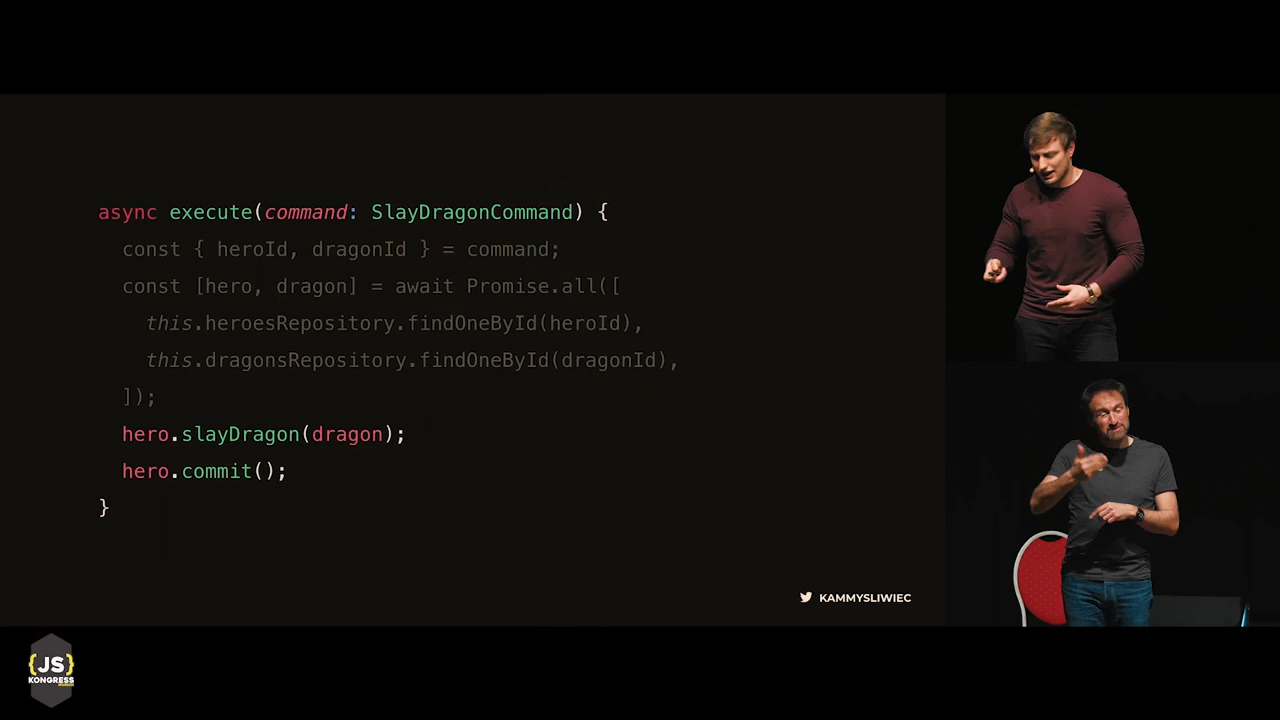 async execute(command: SlayDragonCommand) {
const { heroId, dragonId } = command;
const [hero, dragon] = await Promise.all([
this.heroesRepository.findOneById(heroId),
this.dragonsRepository.findOneById(dragonId),
]);
hero.slayDragon(dragon);
hero.commit();
}
KAMMYSLIWIEC
{JS}
KONGRESS